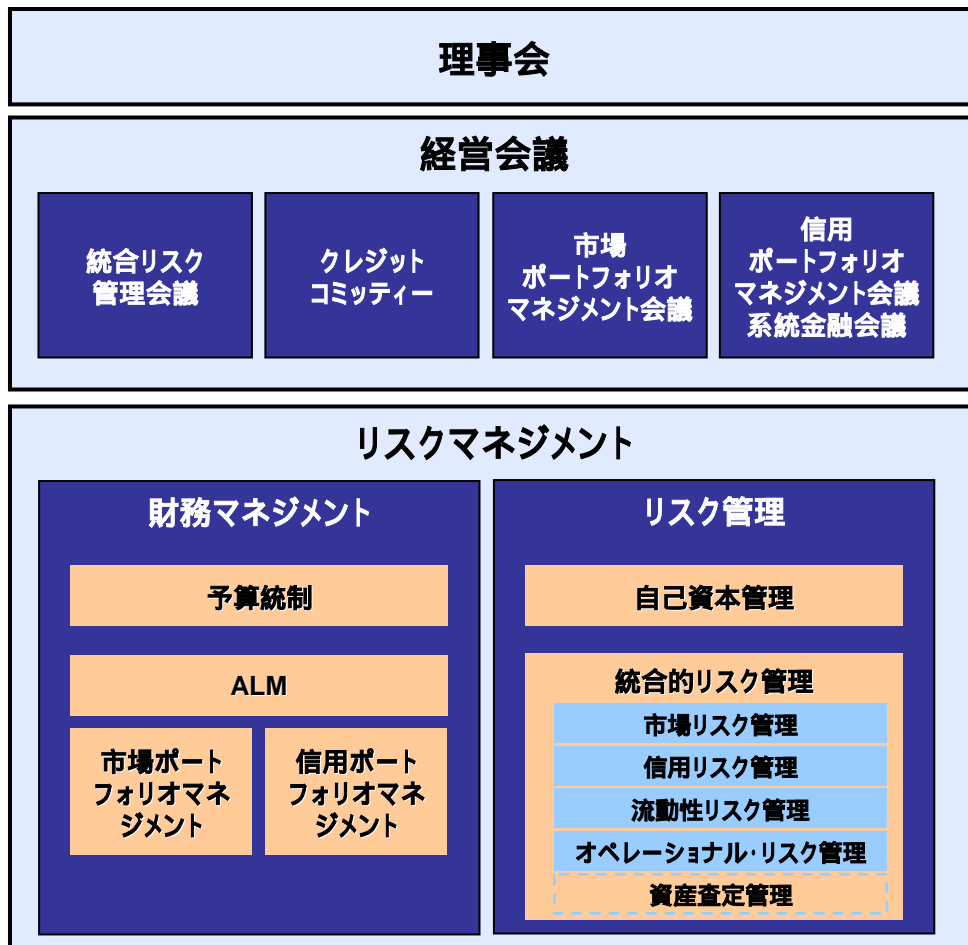 理事会
経営会議
統合リスク
管理会議
クレジット
コミッティー
市場
ポートフォリオ
マネジメント会議
信用
ポートフォリオ
マネジメント会議
系統金融会議
リスクマネジメント
財務マネジメント
予算統制
ALM
市場ポート
フォリオマネ
ジメント
信用ポート
フォリオマネ
ジメント
リスク管理
自己資本管理
統合的リスク管理
市場リスク管理
信用リスク管理
流動性リスク管理
オペレーショナル・リスク管理
資産査定管理